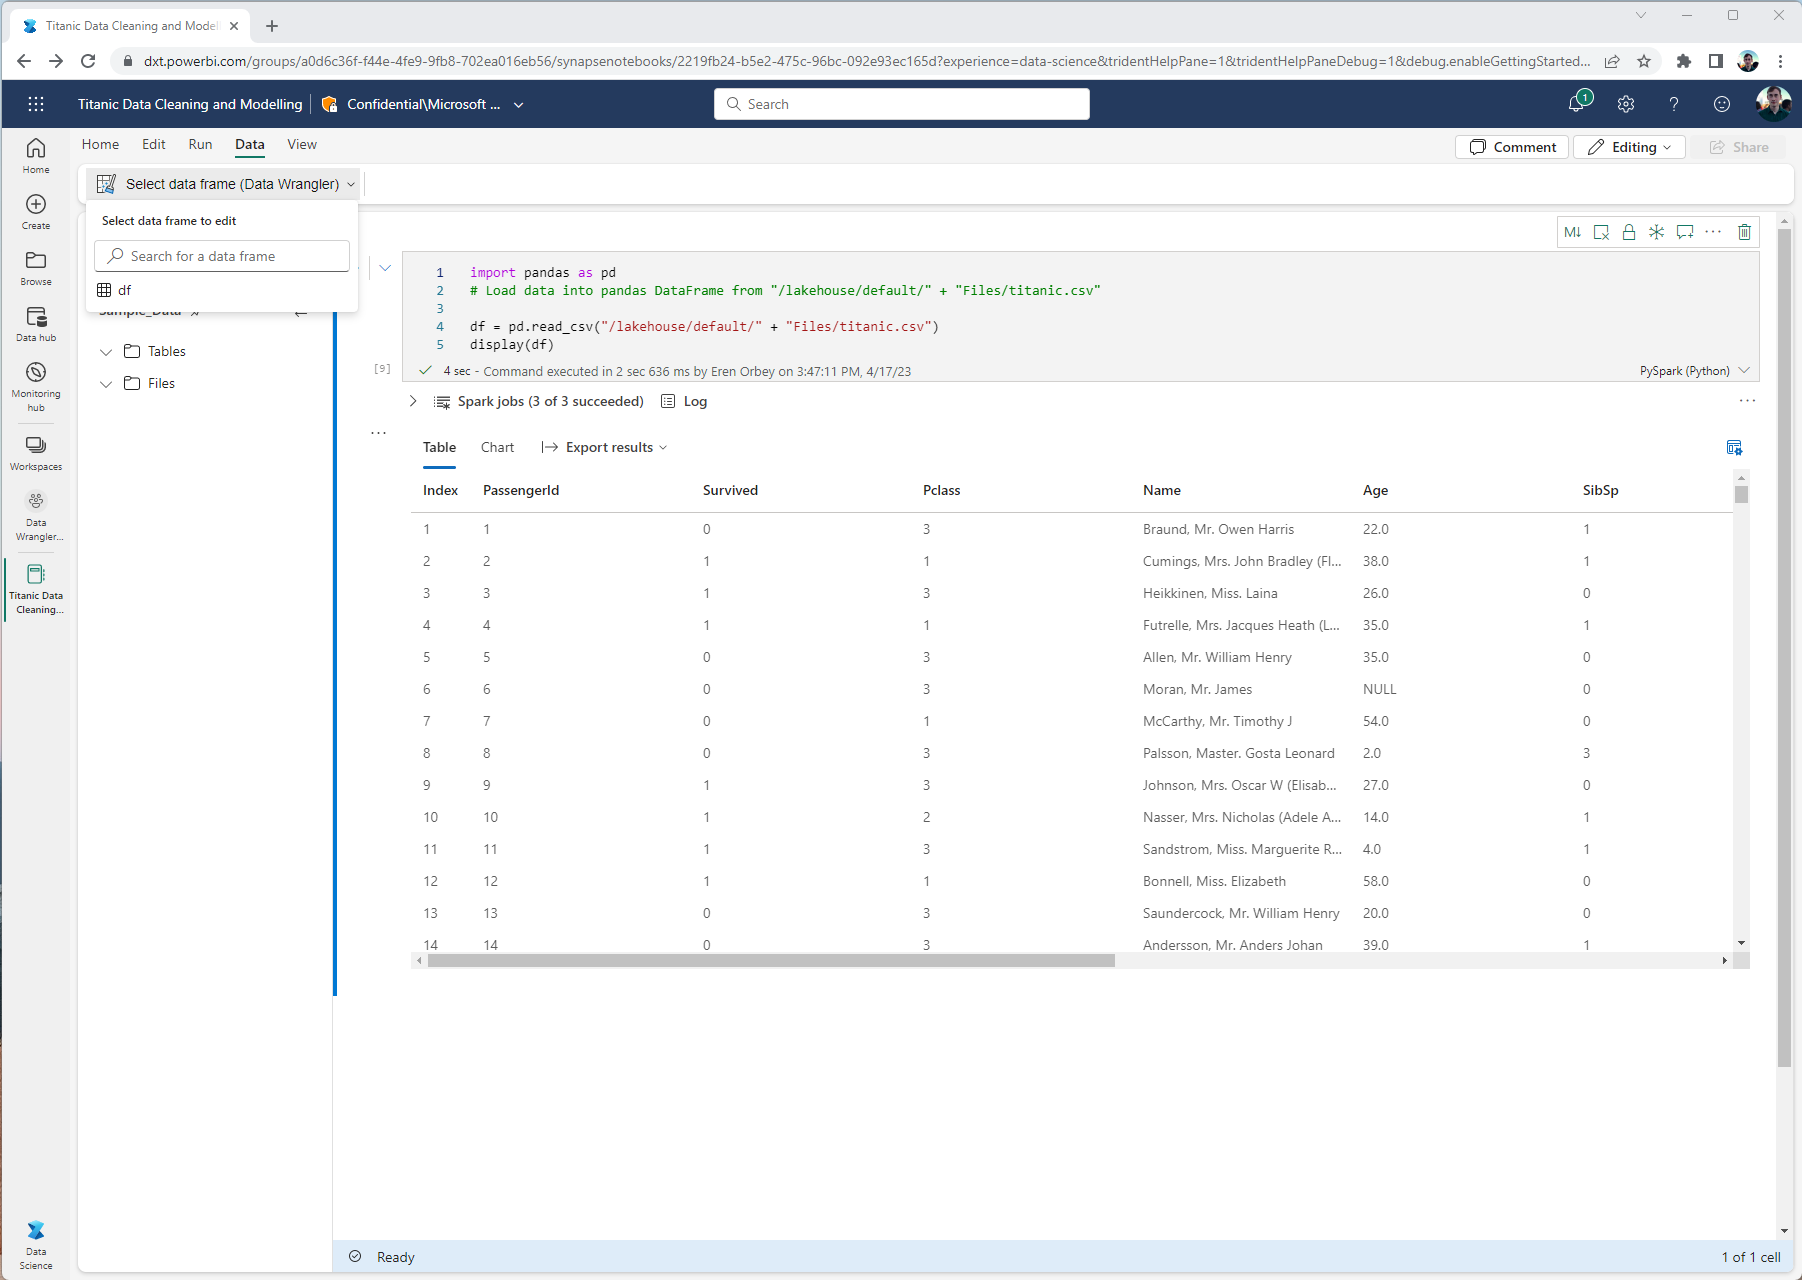 Titanic Data Cleaning and Model
dxt.powerbi.com/groups/a0d6c36f-f44e-4fe9-9fb8-702ea016eb56/synapsenotebooks/2219fb24-b5e2-475c-96bc-092e93ec165d?experience=data-science&tridentHelpPane=1&tridentHelpPaneDebug=1&debug.enableGettingStarted...
Titanic Data Cleaning and Modelling
Confidential\Microsoft ...
Search
1
Home
Edit
Run
Data
View
Comment
Editing
Share
Home
Create
Browse
Data hub
Monitoring
hub
Workspaces
Data
Wrangler...
Titanic Data
Cleaning...
Data
Science
Select data frame (Data Wrangler)
Select data frame to edit
Search for a data frame
df
Sample_Data
Tables
Files
M↓
1 import pandas as pd
2 # Load data into pandas DataFrame from "/lakehouse/default/" + "Files/titanic.csv"
3
4 df = pd.read_csv("/lakehouse/default/" + "Files/titanic.csv")
5 display(df)
[9]
4 sec - Command executed in 2 sec 636 ms by Eren Orbey on 3:47:11 PM, 4/17/23
PySpark (Python)
Spark jobs (3 of 3 succeeded)
Log
Table
Chart
Export results
Index PassengerId Survived Pclass Name Age SibSp
1 1 0 3 Braund, Mr. Owen Harris 22.0 1
2 2 1 1 Cumings, Mrs. John Bradley (Fl... 38.0 1
3 3 1 3 Heikkinen, Miss. Laina 26.0 0
4 4 1 1 Futrelle, Mrs. Jacques Heath (L... 35.0 1
5 5 0 3 Allen, Mr. William Henry 35.0 0
6 6 0 3 Moran, Mr. James NULL 0
7 7 0 1 McCarthy, Mr. Timothy J 54.0 0
8 8 0 3 Palsson, Master. Gosta Leonard 2.0 3
9 9 1 3 Johnson, Mrs. Oscar W (Elisab... 27.0 0
10 10 1 2 Nasser, Mrs. Nicholas (Adele A... 14.0 1
11 11 1 3 Sandstrom, Miss. Marguerite R... 4.0 1
12 12 1 1 Bonnell, Miss. Elizabeth 58.0 0
13 13 0 3 Saundercock, Mr. William Henry 20.0 0
14 14 0 3 Andersson, Mr. Anders Johan 39.0 1
Ready
1 of 1 cell